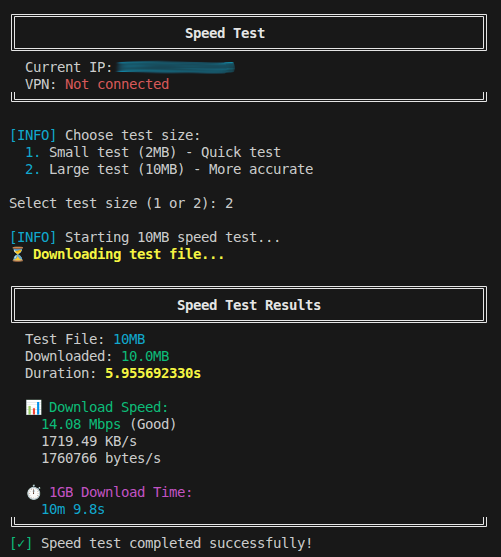 Speed Test
Current IP:
VPN: Not connected
[INFO] Choose test size:
1. Small test (2MB) - Quick test
2. Large test (10MB) - More accurate
Select test size (1 or 2): 2
[INFO] Starting 10MB speed test...
⏳ Downloading test file...
Speed Test Results
Test File: 10MB
Downloaded: 10.0MB
Duration: 5.955692330s
📊 Download Speed:
14.08 Mbps (Good)
1719.49 KB/s
1760766 bytes/s
⏱️ 1GB Download Time:
10m 9.8s
[✓] Speed test completed successfully!